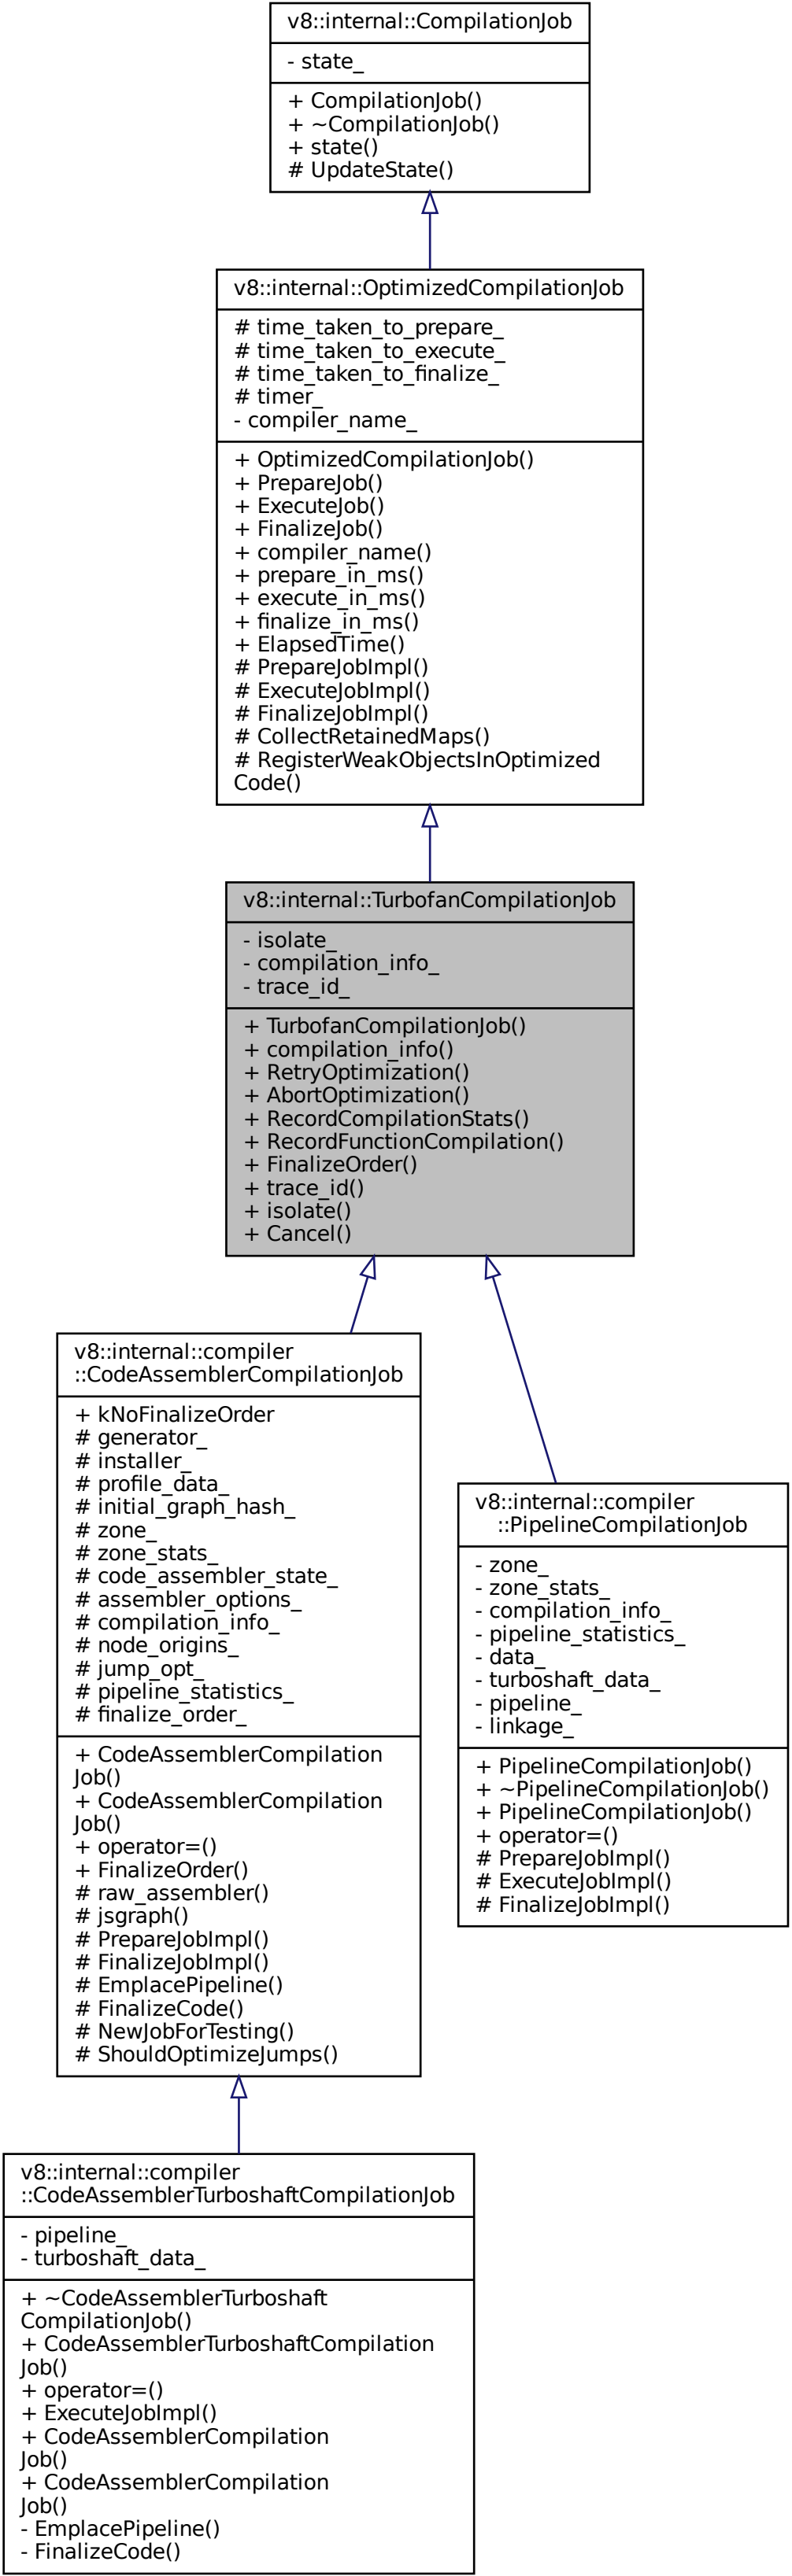 v8::internal::CompilationJob
- state_
+ CompilationJob()
+ ~CompilationJob()
+ state()
# UpdateState()
v8::internal::OptimizedCompilationJob
# time_taken_to_prepare_
# time_taken_to_execute_
# time_taken_to_finalize_
# timer_
- compiler_name_
+ OptimizedCompilationJob()
+ PrepareJob()
+ ExecuteJob()
+ FinalizeJob()
+ compiler_name()
+ prepare_in_ms()
+ execute_in_ms()
+ finalize_in_ms()
+ ElapsedTime()
# PrepareJobImpl()
# ExecuteJobImpl()
# FinalizeJobImpl()
# CollectRetainedMaps()
# RegisterWeakObjectsInOptimized
Code()
v8::internal::TurbofanCompilationJob
- isolate_
- compilation_info_
- trace_id_
+ TurbofanCompilationJob()
+ compilation_info()
+ RetryOptimization()
+ AbortOptimization()
+ RecordCompilationStats()
+ RecordFunctionCompilation()
+ FinalizeOrder()
+ trace_id()
+ isolate()
+ Cancel()
v8::internal::compiler
::CodeAssemblerCompilationJob
+ kNoFinalizeOrder
# generator_
# installer_
# profile_data_
# initial_graph_hash_
# zone_
# zone_stats_
# code_assembler_state_
# assembler_options_
# compilation_info_
# node_origins_
# jump_opt_
# pipeline_statistics_
# finalize_order_
+ CodeAssemblerCompilation
Job()
+ CodeAssemblerCompilation
Job()
+ operator=()
+ FinalizeOrder()
# raw_assembler()
# jsgraph()
# PrepareJobImpl()
# FinalizeJobImpl()
# EmplacePipeline()
# FinalizeCode()
# NewJobForTesting()
# ShouldOptimizeJumps()
v8::internal::compiler
::PipelineCompilationJob
- zone_
- zone_stats_
- compilation_info_
- pipeline_statistics_
- data_
- turboshaft_data_
- pipeline_
- linkage_
+ PipelineCompilationJob()
+ ~PipelineCompilationJob()
+ PipelineCompilationJob()
+ operator=()
# PrepareJobImpl()
# ExecuteJobImpl()
# FinalizeJobImpl()
v8::internal::compiler
::CodeAssemblerTurboshaftCompilationJob
- pipeline_
- turboshaft_data_
+ ~CodeAssemblerTurboshaft
CompilationJob()
+ CodeAssemblerTurboshaftCompilation
Job()
+ operator=()
+ ExecuteJobImpl()
+ CodeAssemblerCompilation
Job()
+ CodeAssemblerCompilation
Job()
- EmplacePipeline()
- FinalizeCode()